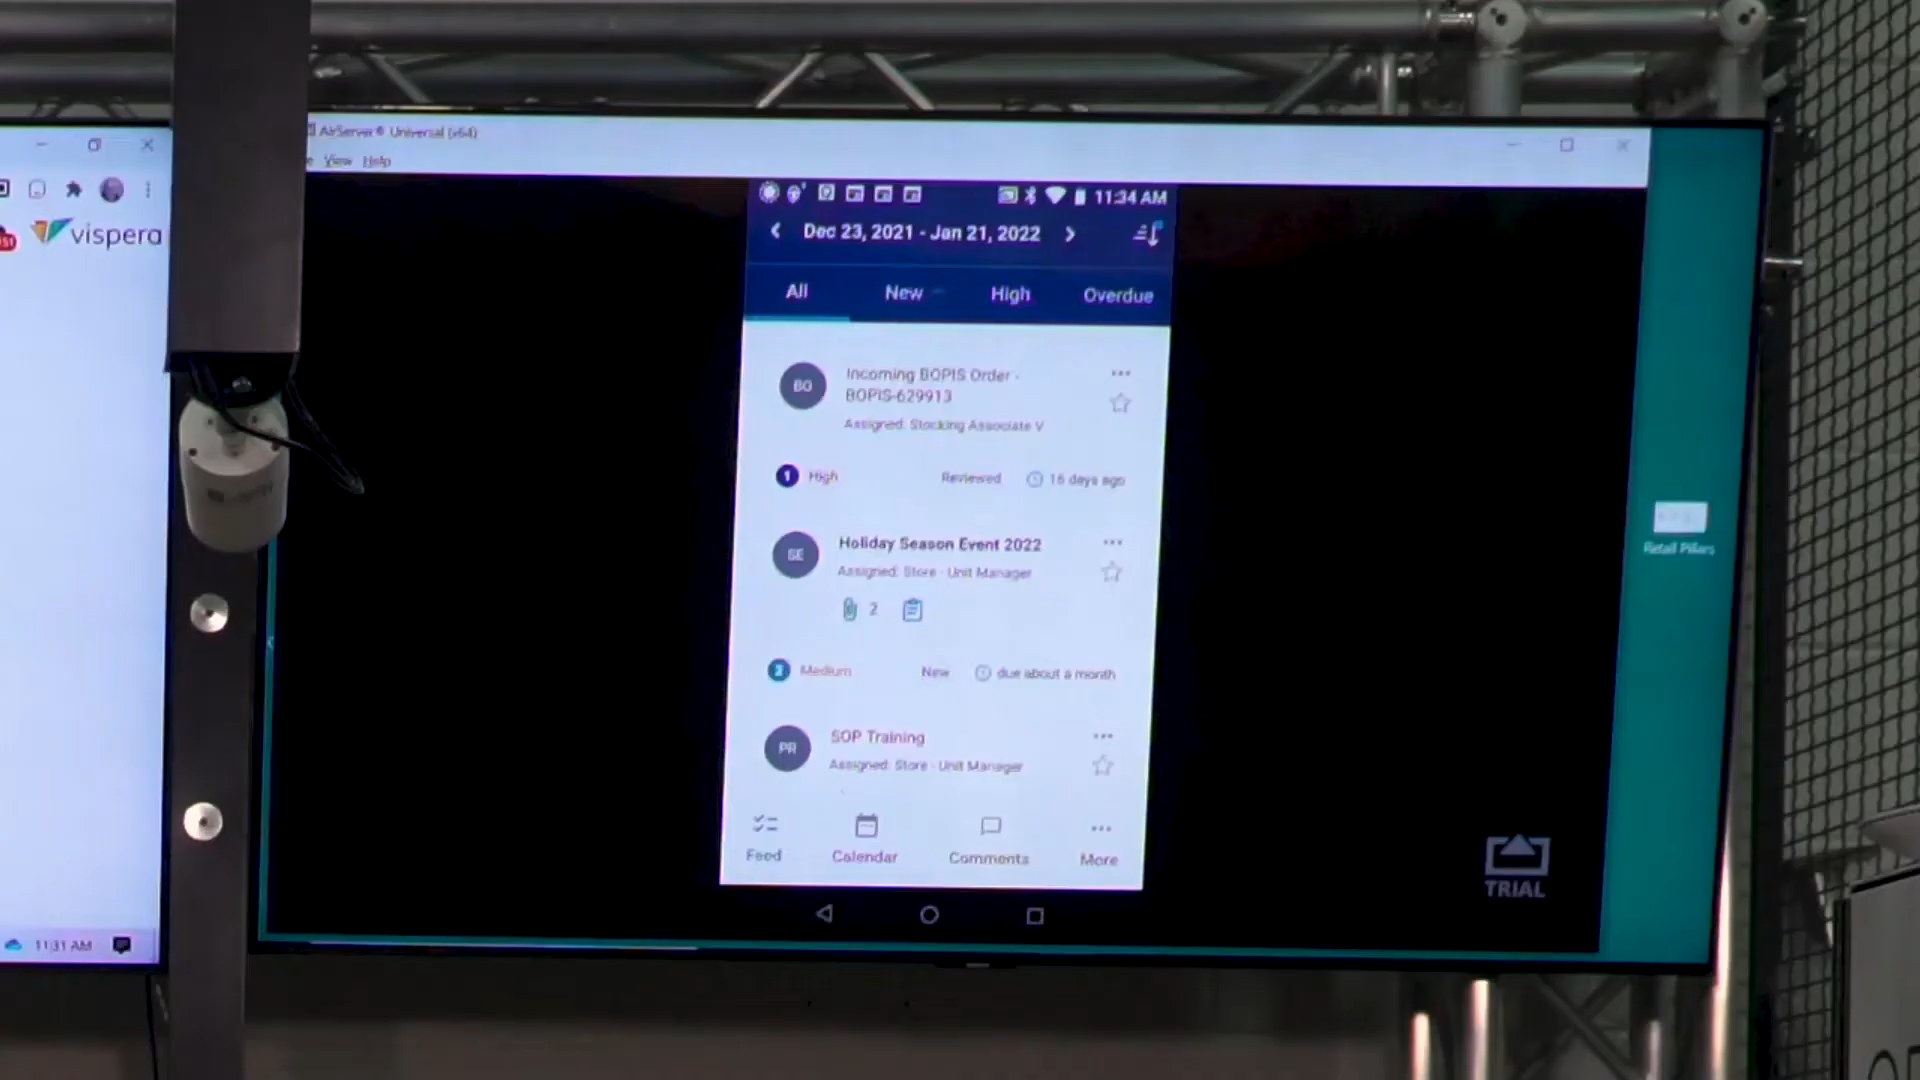 AirServer® Universal (x64)
View Help
vispera
11:34 AM
Dec 23, 2021 - Jan 21, 2022
All New High Overdue
BO
Incoming BOPIS Order -
BOPIS-629913
Assigned: Stocking Associate V
1 High Reviewed 16 days ago
SE
Holiday Season Event 2022
Assigned: Store - Unit Manager
2
2 Medium New due about a month
PR
SOP Training
Assigned: Store - Unit Manager
Feed Calendar Comments More
TRIAL
Retail Pillars
11:31 AM